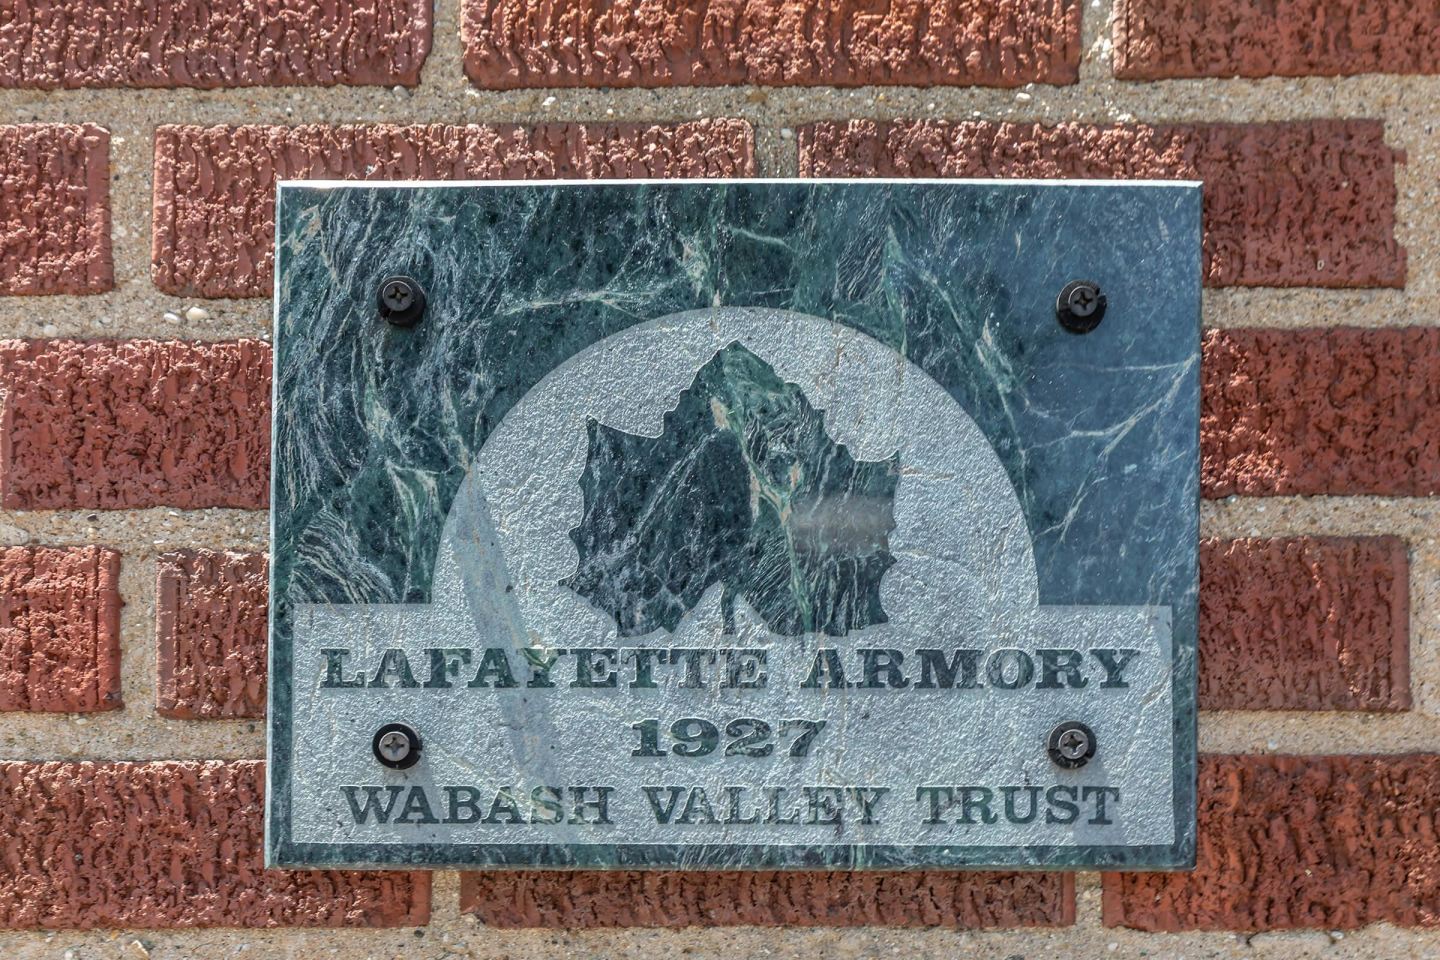 LAFAYETTE ARMORY
1927
WABASH VALLEY TRUST